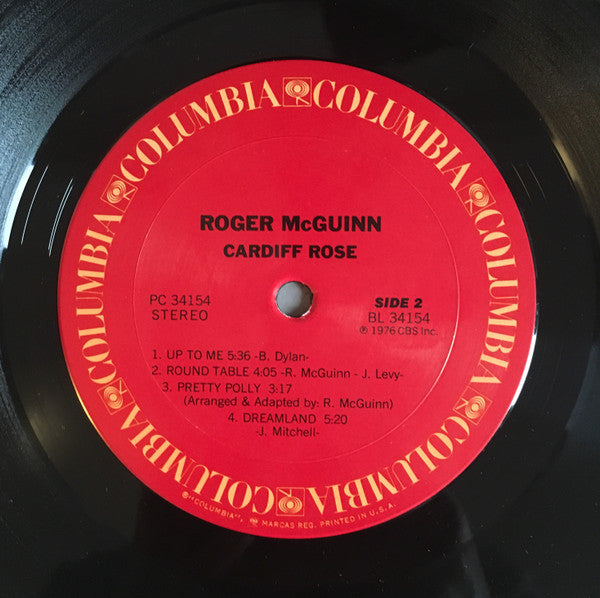 COLUMBIA COLUMBIA COLUMBIA COLUMBIA COLUMBIA COLUMBIA
ROGER McGUINN
CARDIFF ROSE
PC 34154
STEREO
SIDE 2
BL 34154
℗ 1976 CBS Inc.
1. UP TO ME 5:36 -B. Dylan-
2. ROUND TABLE 4:05 -R. McGuinn - J. Levy-
3. PRETTY POLLY 3:17
(Arranged & Adapted by: R. McGuinn)
4. DREAMLAND 5:20
-J. Mitchell-
®"COLUMBIA", MARCAS REG. PRINTED IN U.S.A.